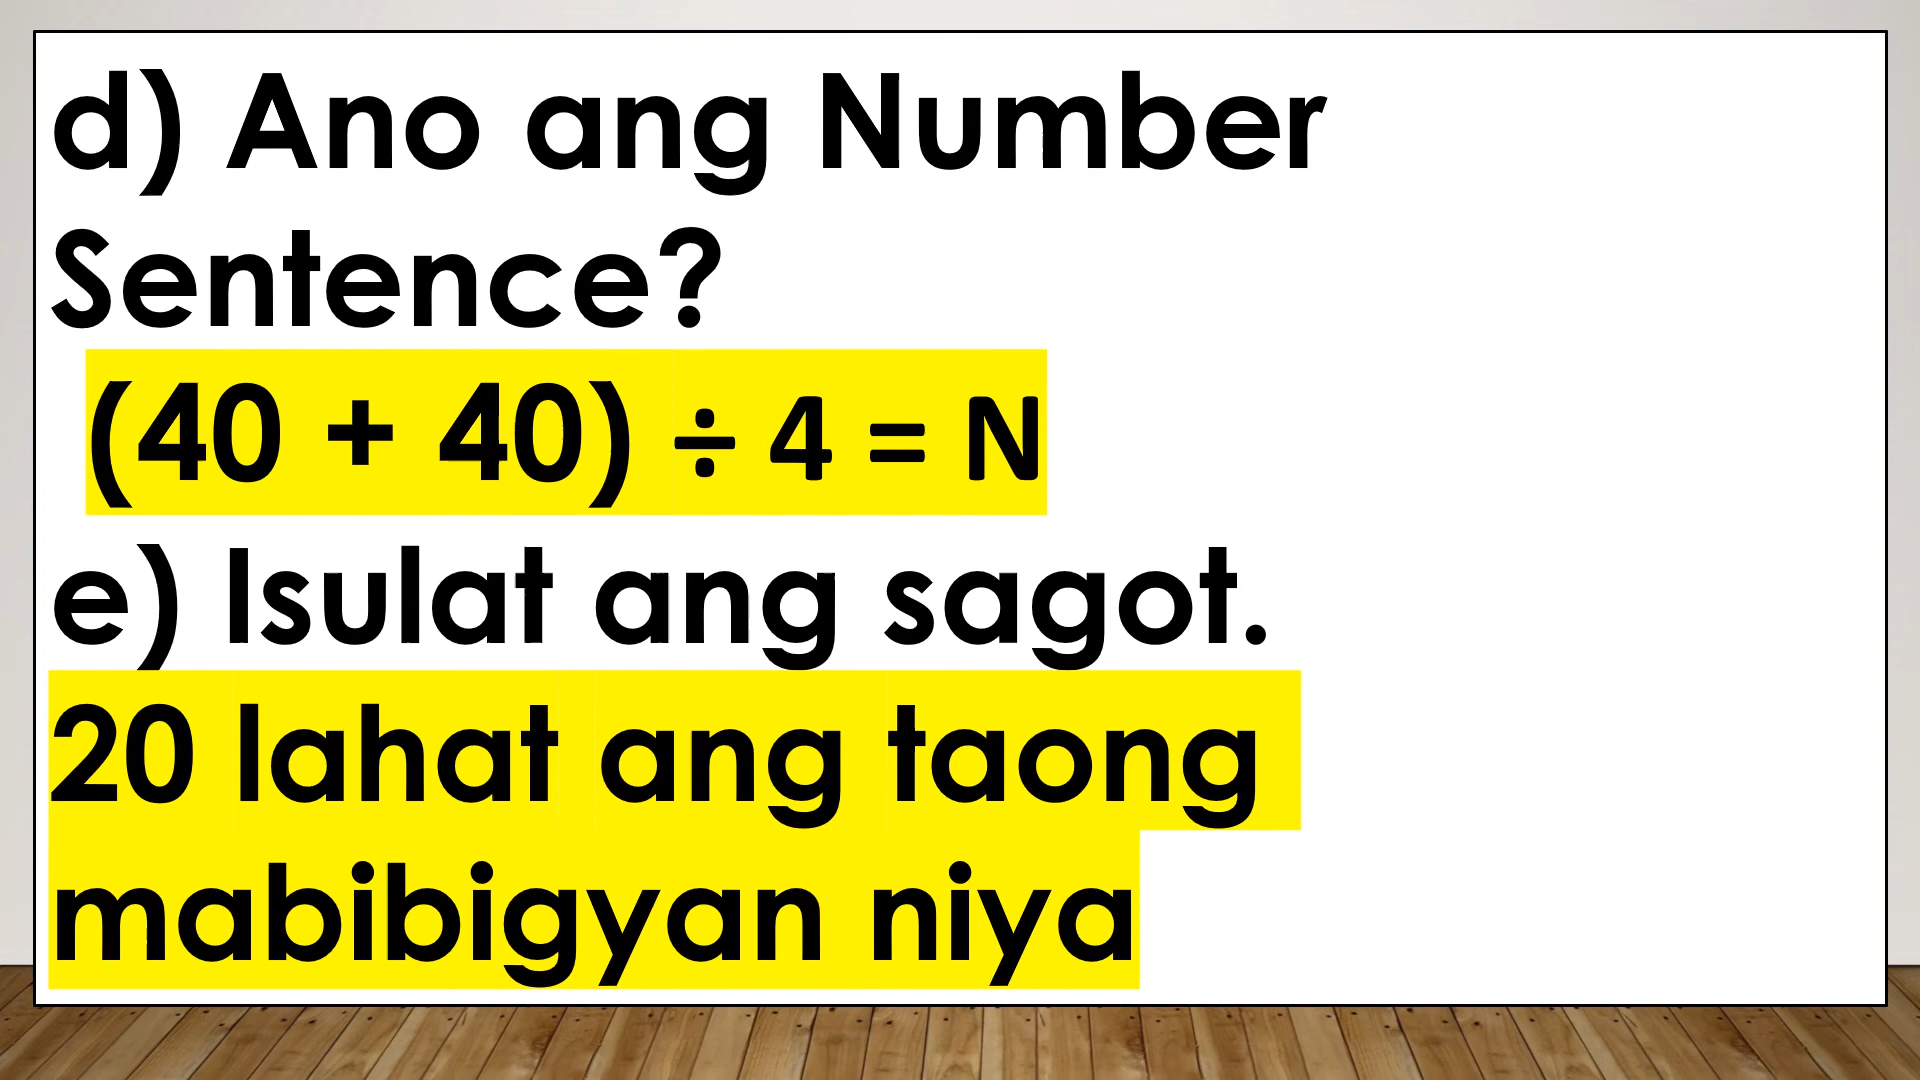 d) Ano ang Number
Sentence?
(40 + 40) ÷ 4 = N
e) Isulat ang sagot.
20 lahat ang taong
mabibigyan niya